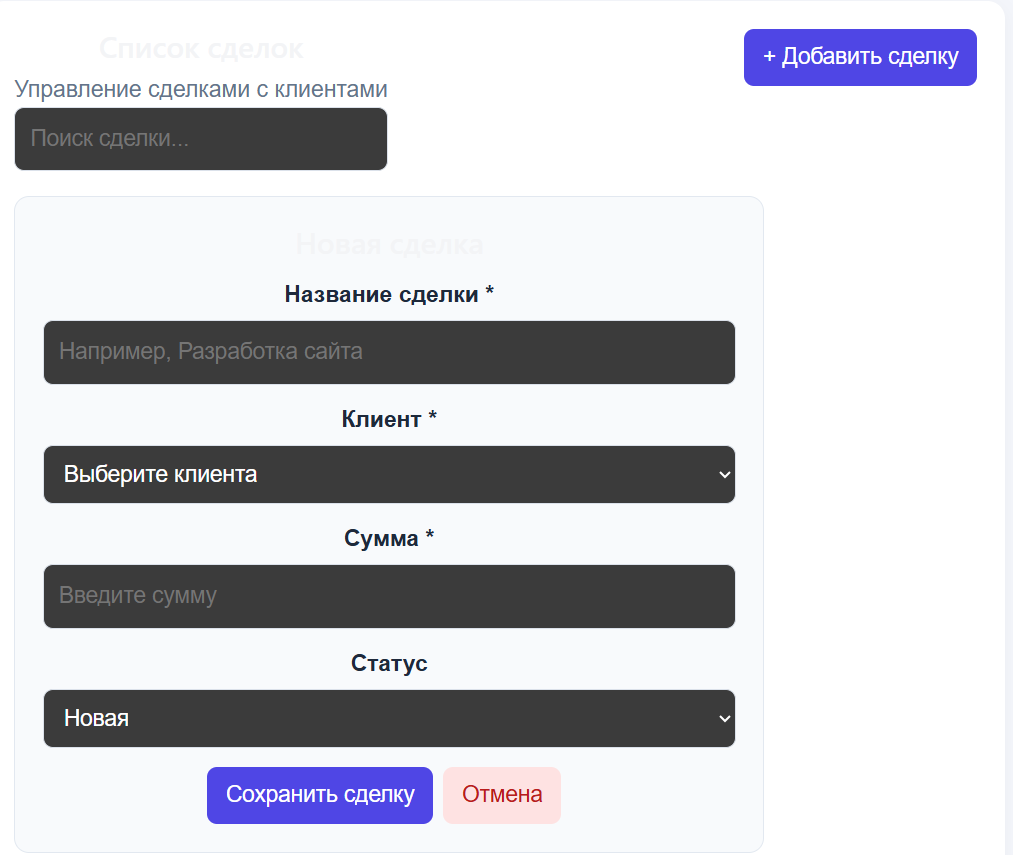 Список сделок
+ Добавить сделку
Управление сделками с клиентами
Поиск сделки...
Новая сделка
Название сделки *
Например, Разработка сайта
Клиент *
Выберите клиента
Сумма *
Введите сумму
Статус
Новая
Сохранить сделку Отмена